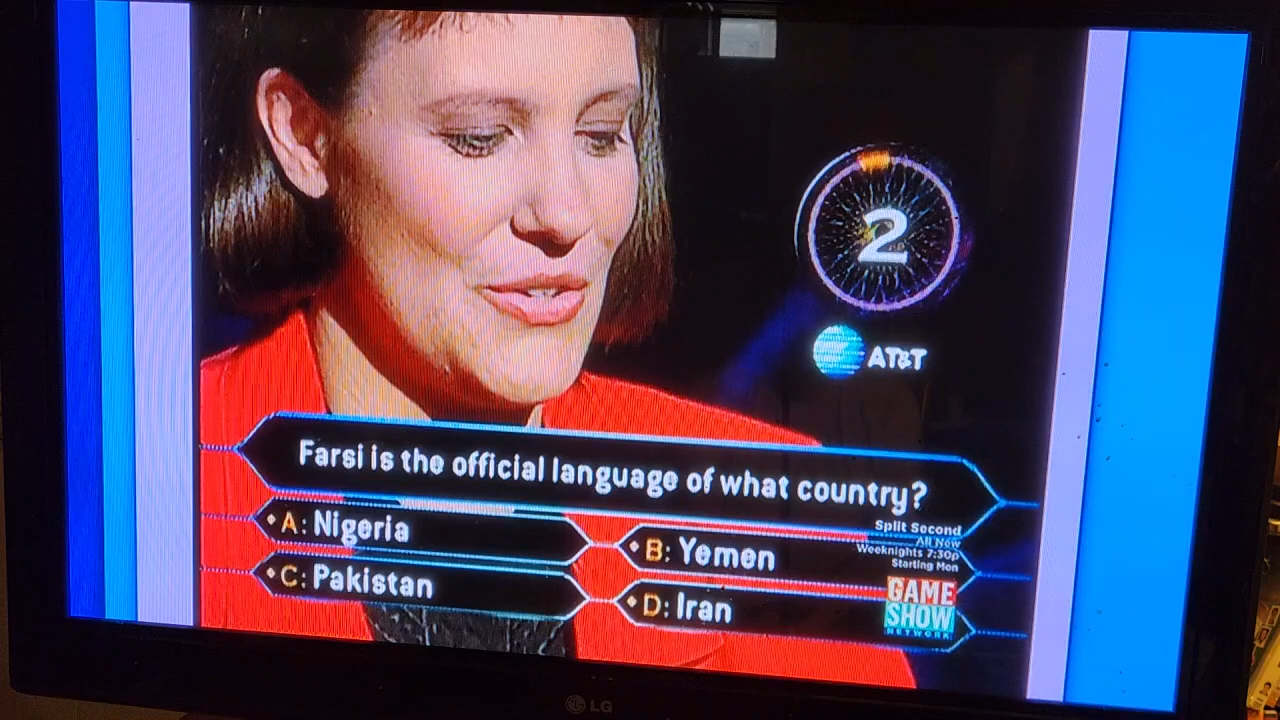 2
AT&T
Farsi is the official language of what country?
A: Nigeria
B: Yemen
C: Pakistan
D: Iran
Split Second
All New
Weeknights 7:30p
Starting Mon
GAME
SHOW
NETWORK
LG